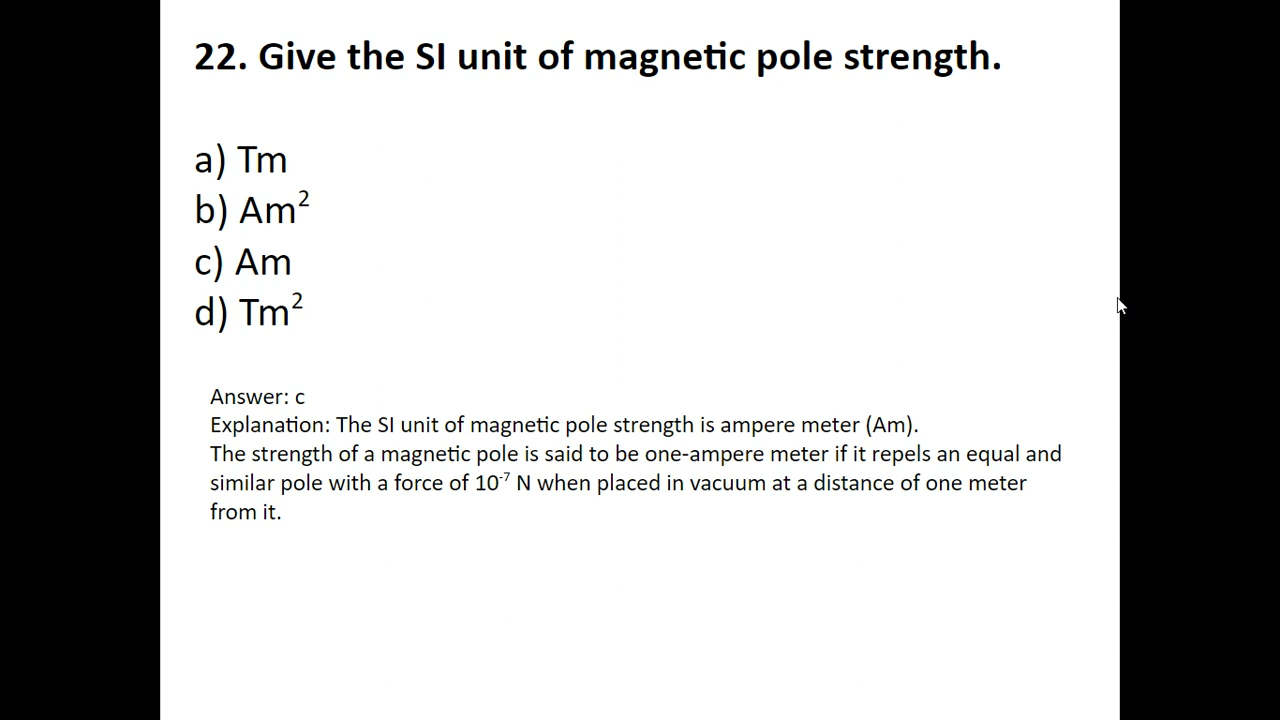 22. Give the SI unit of magnetic pole strength.
a) Tm
b) Am²
c) Am
d) Tm²
Answer: c
Explanation: The SI unit of magnetic pole strength is ampere meter (Am).
The strength of a magnetic pole is said to be one-ampere meter if it repels an equal and
similar pole with a force of 10⁻⁷ N when placed in vacuum at a distance of one meter
from it.